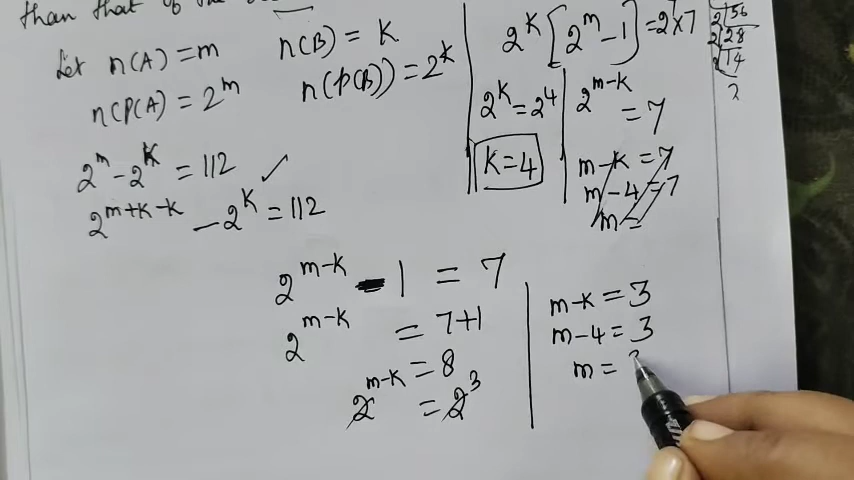 than that of the
Let n(A) = m n(B) = K
n(P(A) = 2^m n(P(B)) = 2^k
2^m - 2^k = 112 ✓
2^{m+k-k} - 2^k = 112
2^k [2^m - 1] = 2^4 × 7
2^k = 2^4
K = 4
2^{m-k}
= 7
m - k = 7
m - 4 = 7
m =
2 56
2 28
2 14
2
2^{m-k} - 1 = 7
2^{m-k} = 7+1
= 8
2^{m-k} = 2^3
m-k = 3
m-4 = 3
m =